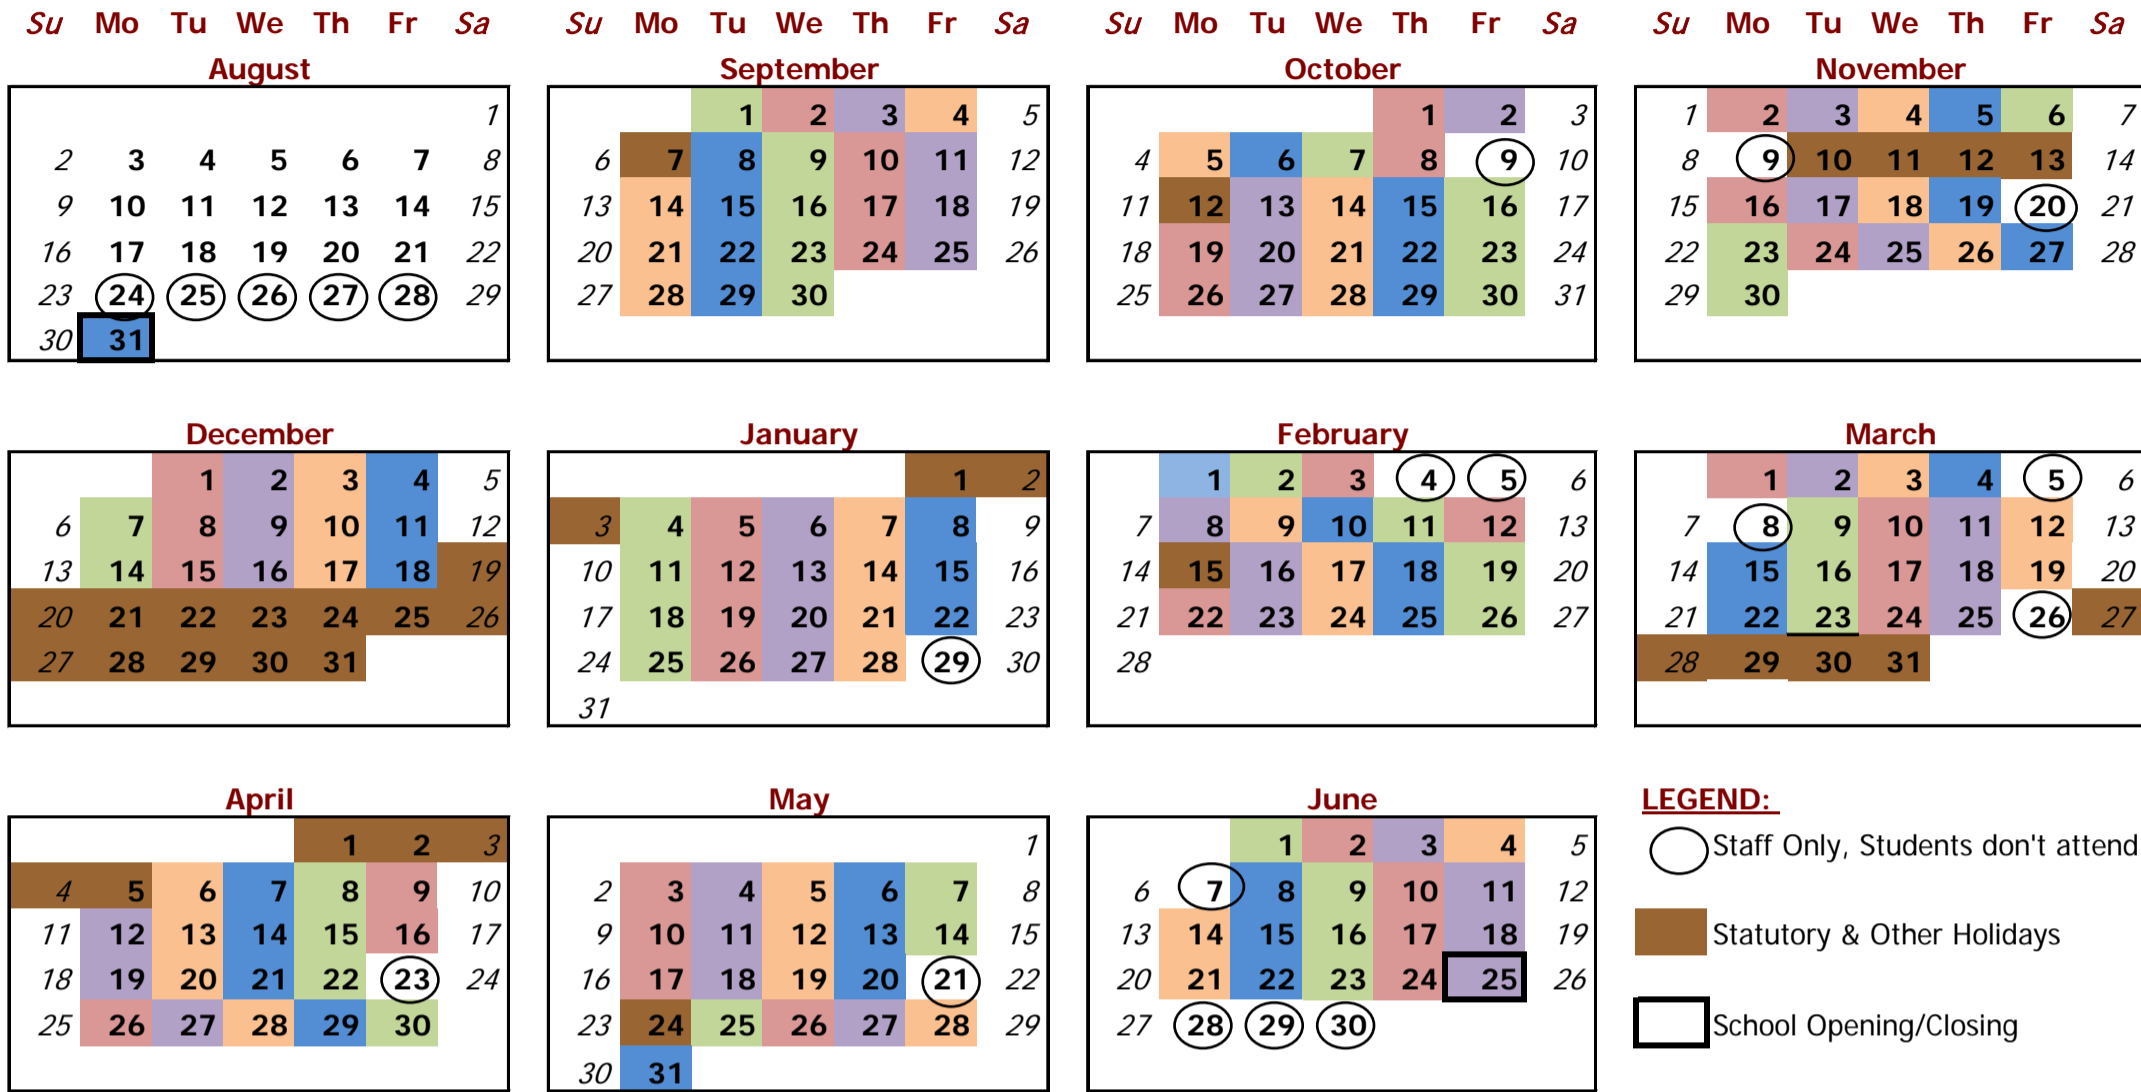 Su Mo Tu We Th Fr Sa Su Mo Tu We Th Fr Sa Su Mo Tu We Th Fr Sa Su Mo Tu We Th Fr Sa
August
1
2 3 4 5 6 7 8
9 10 11 12 13 14 15
16 17 18 19 20 21 22
23 24 25 26 27 28 29
30 31
September
1 2 3 4 5
6 7 8 9 10 11 12
13 14 15 16 17 18 19
20 21 22 23 24 25 26
27 28 29 30
October
1 2 3
4 5 6 7 8 9 10
11 12 13 14 15 16 17
18 19 20 21 22 23 24
25 26 27 28 29 30 31
November
1 2 3 4 5 6 7
8 9 10 11 12 13 14
15 16 17 18 19 20 21
22 23 24 25 26 27 28
29 30
December
1 2 3 4 5
6 7 8 9 10 11 12
13 14 15 16 17 18 19
20 21 22 23 24 25 26
27 28 29 30 31
January
1 2
3 4 5 6 7 8 9
10 11 12 13 14 15 16
17 18 19 20 21 22 23
24 25 26 27 28 29 30
31
February
1 2 3 4 5 6
7 8 9 10 11 12 13
14 15 16 17 18 19 20
21 22 23 24 25 26 27
28
March
1 2 3 4 5 6
7 8 9 10 11 12 13
14 15 16 17 18 19 20
21 22 23 24 25 26 27
28 29 30 31
April
1 2 3
4 5 6 7 8 9 10
11 12 13 14 15 16 17
18 19 20 21 22 23 24
25 26 27 28 29 30
May
1
2 3 4 5 6 7 8
9 10 11 12 13 14 15
16 17 18 19 20 21 22
23 24 25 26 27 28 29
30 31
June
1 2 3 4 5
6 7 8 9 10 11 12
13 14 15 16 17 18 19
20 21 22 23 24 25 26
27 28 29 30
LEGEND:
Staff Only, Students don't attend
Statutory & Other Holidays
School Opening/Closing